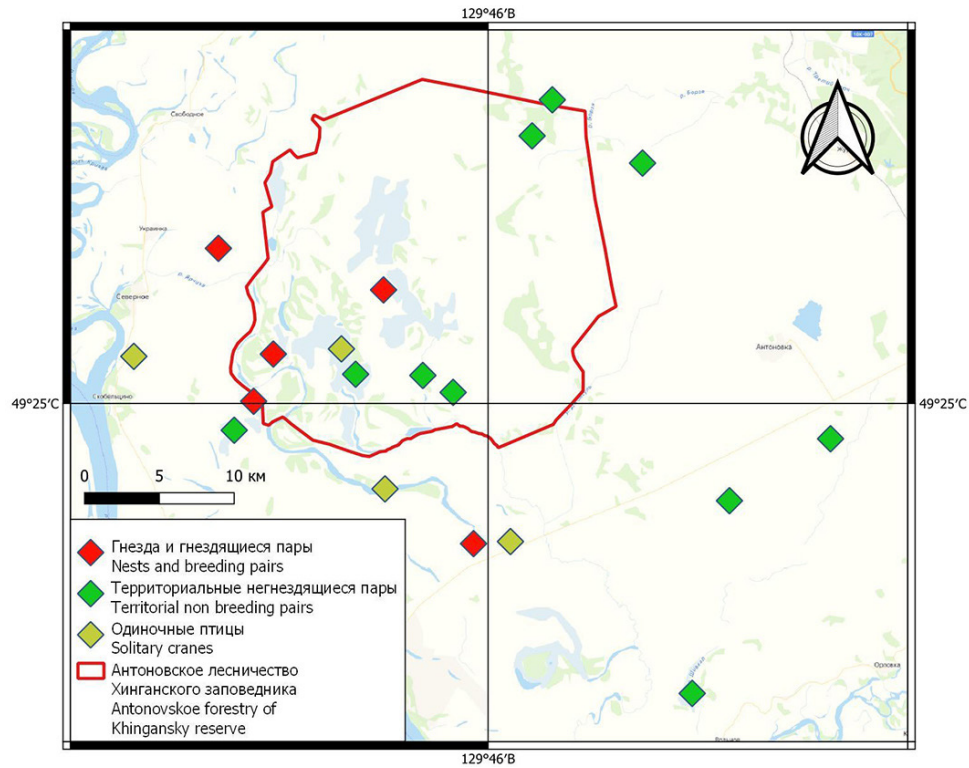 129°46′В
Свободное
р. Борзя
Украинка
Северное
Антоновка
Скобельцино
49°25′С
49°25′С
0 5 10 км
Гнезда и гнездящиеся пары
Nests and breeding pairs
Территориальные негнездящиеся пары
Territorial non breeding pairs
Одиночные птицы
Solitary cranes
Антоновское лесничество
Хинганского заповедника
Antonovskoe forestry of
Khingansky reserve
Орловка
129°46′В